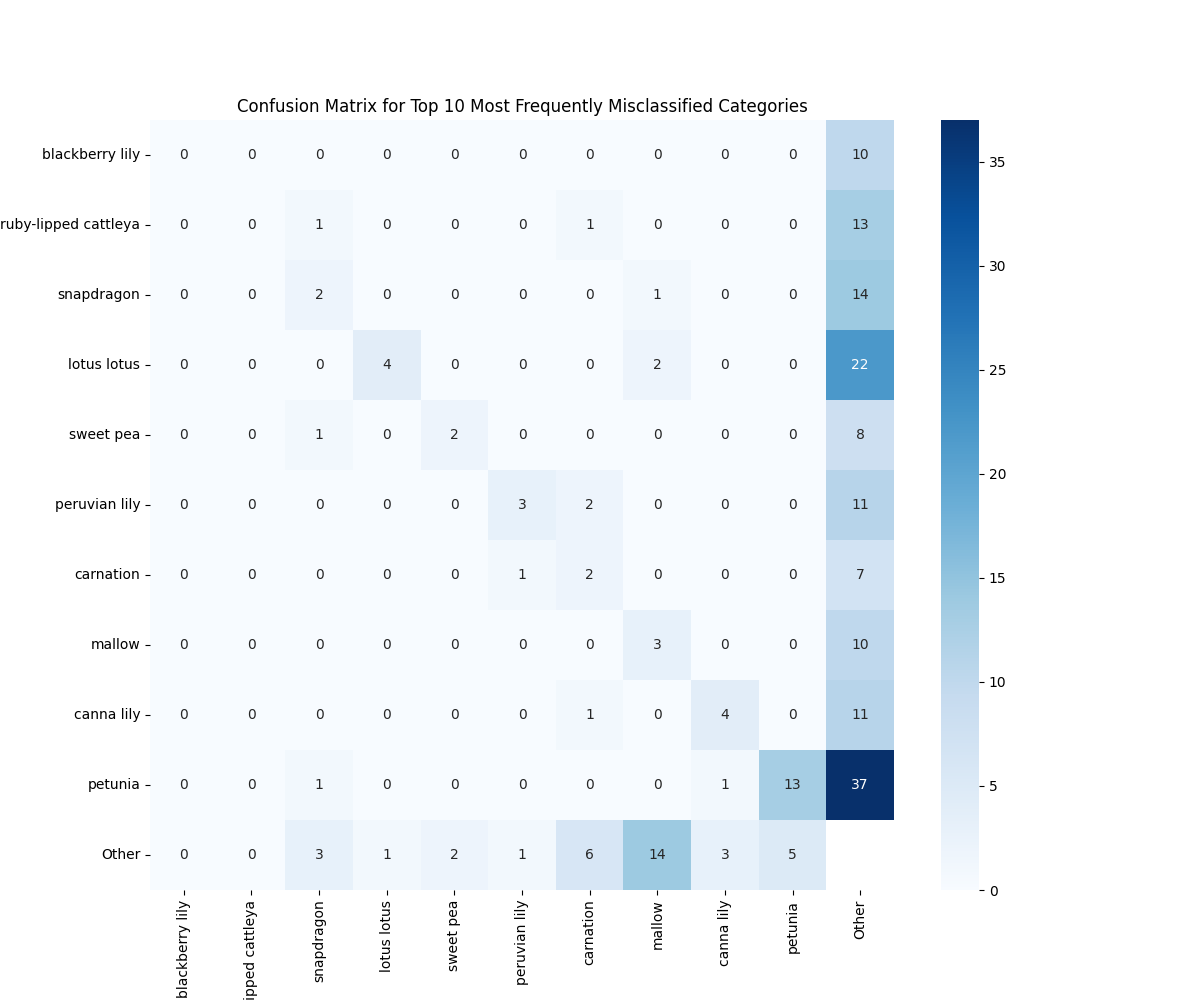 Confusion Matrix for Top 10 Most Frequently Misclassified Categories
blackberry lily 0 0 0 0 0 0 0 0 0 0 10
ruby-lipped cattleya 0 0 1 0 0 0 1 0 0 0 13
snapdragon 0 0 2 0 0 0 0 1 0 0 14
lotus lotus 0 0 0 4 0 0 0 2 0 0 22
sweet pea 0 0 1 0 2 0 0 0 0 0 8
peruvian lily 0 0 0 0 0 3 2 0 0 0 11
carnation 0 0 0 0 0 1 2 0 0 0 7
mallow 0 0 0 0 0 0 0 3 0 0 10
canna lily 0 0 0 0 0 0 1 0 4 0 11
petunia 0 0 1 0 0 0 0 0 1 13 37
Other 0 0 3 1 2 1 6 14 3 5
blackberry lily
ipped cattleya
snapdragon
lotus lotus
sweet pea
peruvian lily
carnation
mallow
canna lily
petunia
Other
35
30
25
20
15
10
5
0